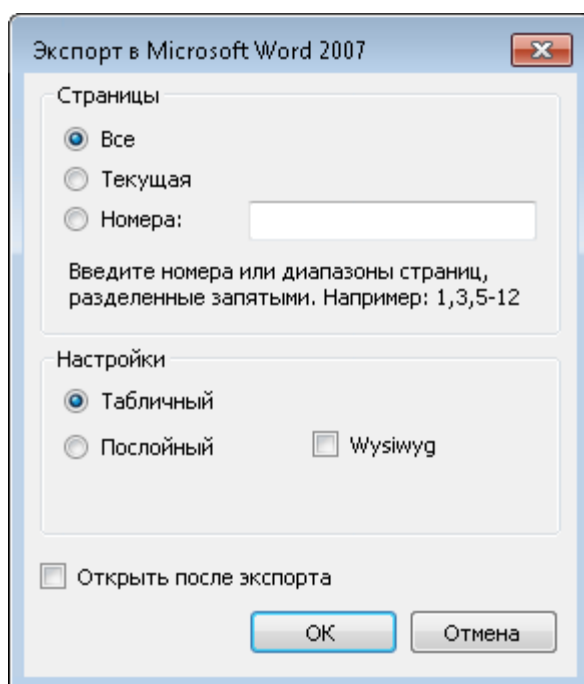 Экспорт в Microsoft Word 2007
Страницы
Все
Текущая
Номера:
Введите номера или диапазоны страниц,
разделенные запятыми. Например: 1,3,5-12
Настройки
Табличный
Послойный Wysiwyg
Открыть после экспорта
ОК Отмена